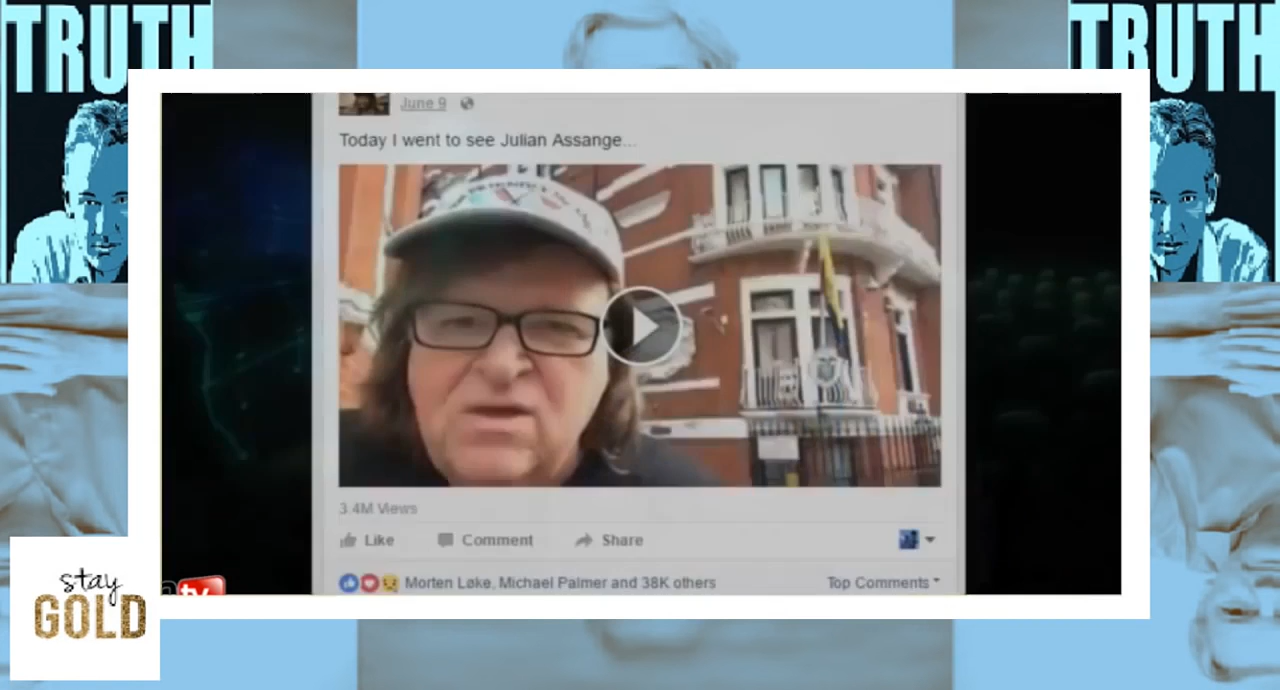 TRUTH
TRUTH
June 9
Today I went to see Julian Assange...
3.4M Views
Like
Comment
Share
Morten Løke, Michael Palmer and 38K others
Top Comments
stay
GOLD
tv